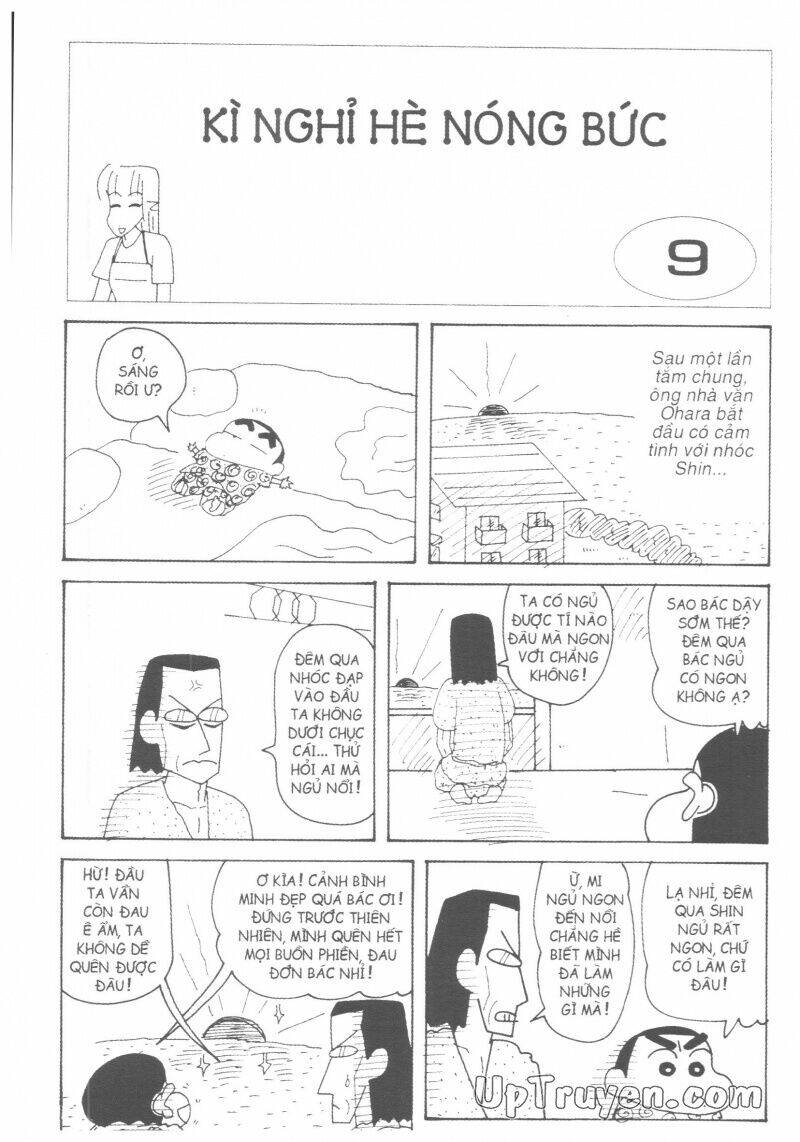 KÌ NGHỈ HÈ NÓNG BỨC
9
Sau một lần
tắm chung,
ông nhà văn
Ohara bắt
đầu có cảm
tình với nhóc
Shin...
Ơ,
SÁNG
RỒI Ư?
SAO BÁC DẬY
SỚM THẾ?
ĐÊM QUA
BÁC NGỦ
CÓ NGON
KHÔNG Ạ?
TA CÓ NGỦ
ĐƯỢC TÍ NÀO
ĐÂU MÀ NGON
VỚI CHẲNG
KHÔNG!
ĐÊM QUA
NHÓC ĐẠP
VÀO ĐẦU
TA KHÔNG
DƯỚI CHỤC
CÁI... THỬ
HỎI AI MÀ
NGỦ NỔI!
LẠ NHỈ, ĐÊM
QUA SHIN
NGỦ RẤT
NGON, CHỨ
CÓ LÀM GÌ
ĐÂU!
Ừ, MI
NGỦ NGON
ĐẾN NỔI
CHẲNG HỀ
BIẾT MÌNH
ĐÃ LÀM
NHỮNG
GÌ MÀ!
Ơ KÌA! CẢNH BÌNH
MINH ĐẸP QUÁ BÁC ƠI!
ĐỨNG TRƯỚC THIÊN
NHIÊN, MÌNH QUÊN HẾT
MỌI BUỒN PHIỀN, ĐAU
ĐỚN BÁC NHỈ!
HỪ! ĐẦU
TA VẪN
CÒN ĐAU
Ê ẨM, TA
KHÔNG DỄ
QUÊN ĐƯỢC
ĐÂU!
UpTruyen.com